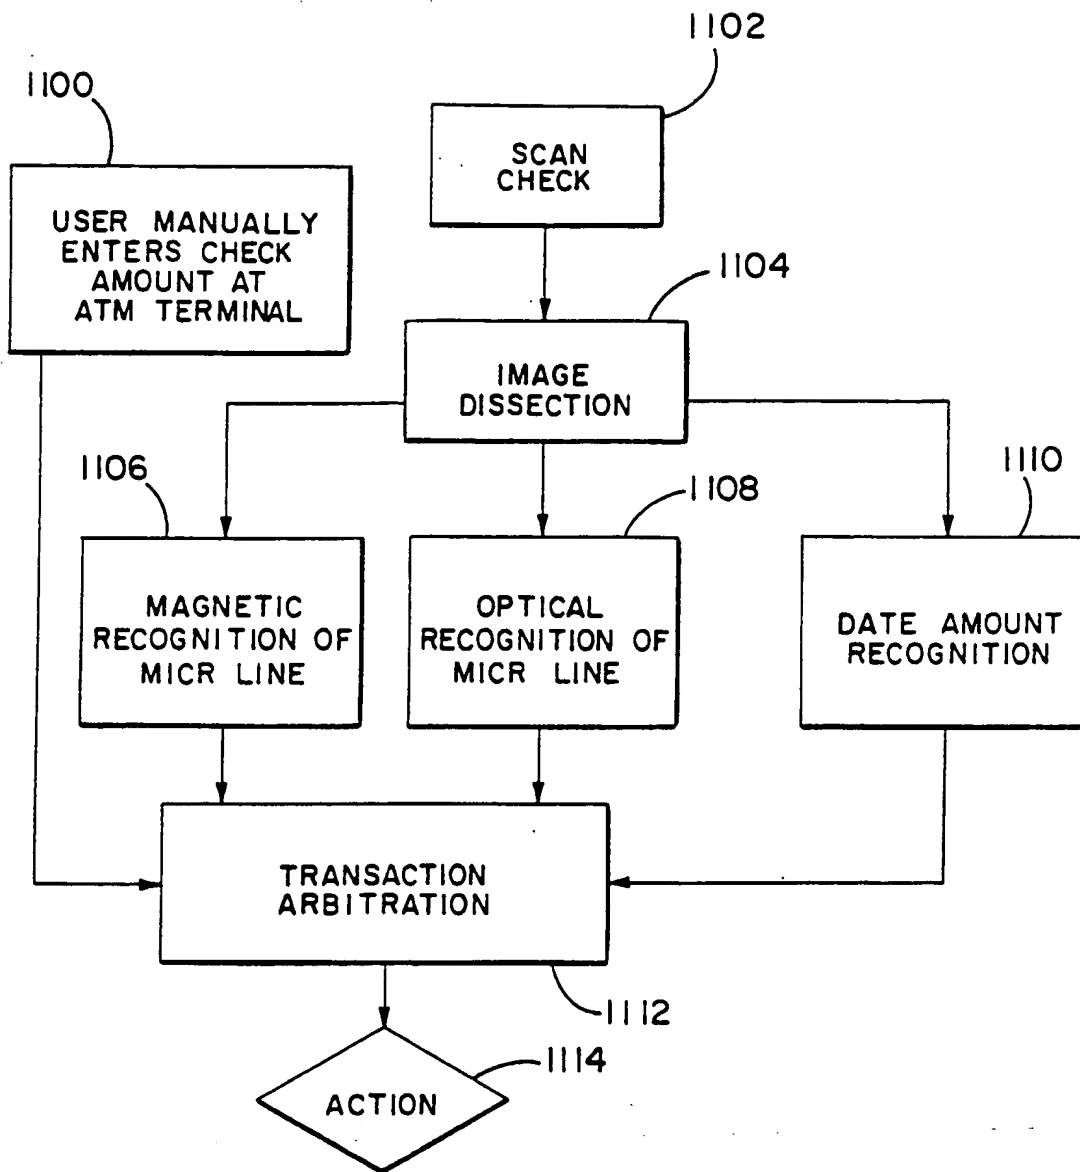 1102
1100
SCAN
CHECK
USER MANUALLY
ENTERS CHECK
AMOUNT AT
ATM TERMINAL
1104
IMAGE
DISSECTION
1106
1108
1110
MAGNETIC
RECOGNITION OF
MICR LINE
OPTICAL
RECOGNITION OF
MICR LINE
DATE AMOUNT
RECOGNITION
TRANSACTION
ARBITRATION
1112
1114
ACTION